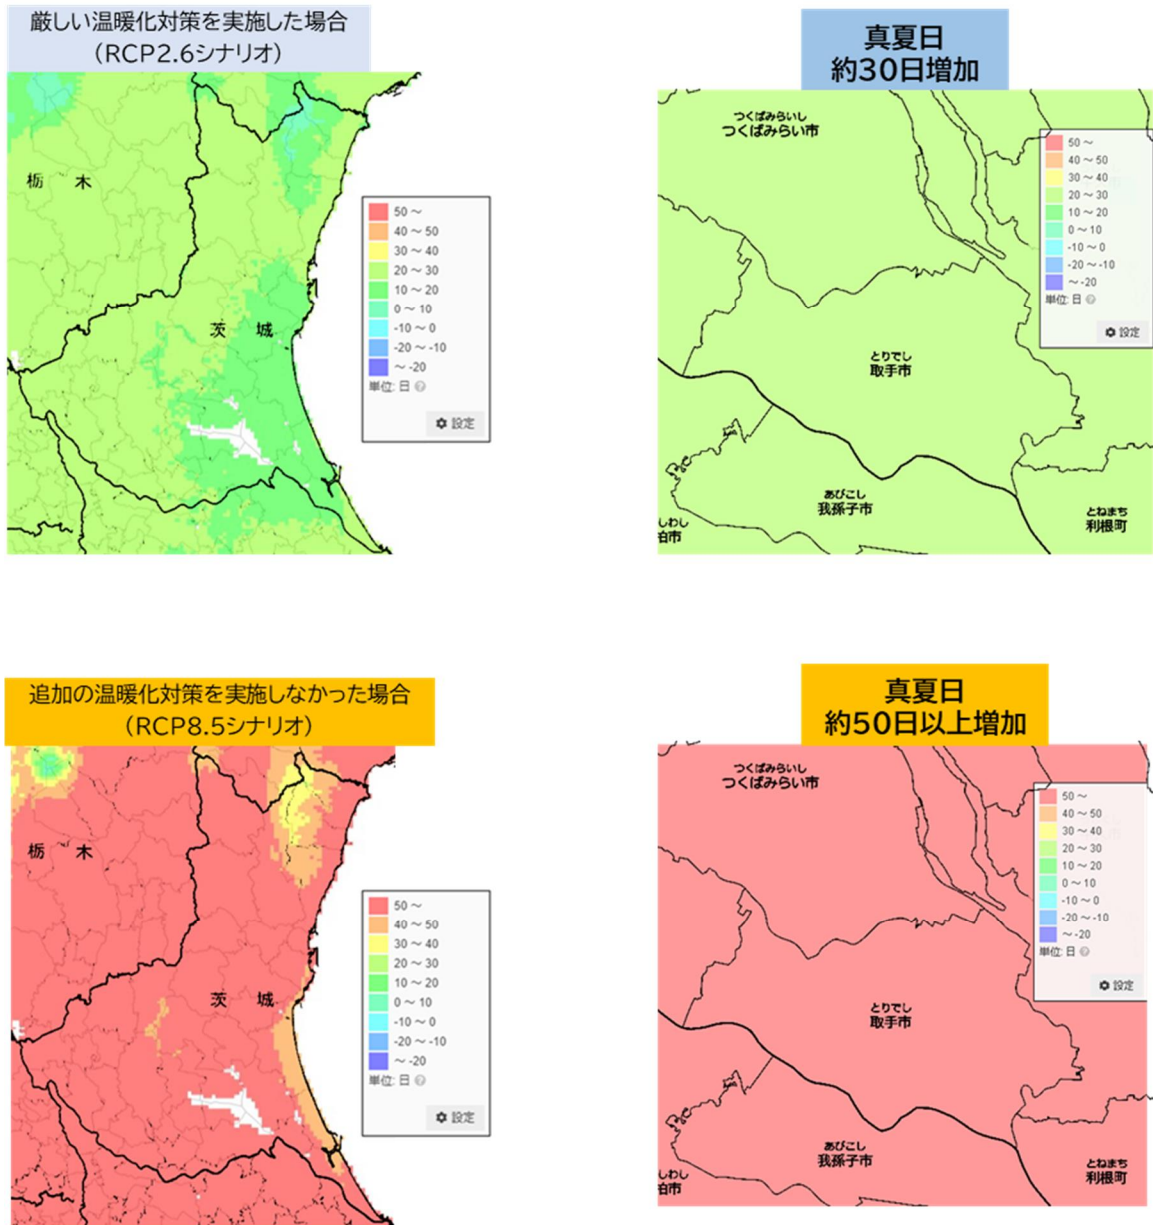 厳しい温暖化対策を実施した場合
（RCP2.6シナリオ）
栃 木
茨 城
50 ～
40 ～ 50
30 ～ 40
20 ～ 30
10 ～ 20
0 ～ 10
-10 ～ 0
-20 ～ -10
～ -20
単位: 日
設定
真夏日
約30日増加
つくばみらいし
つくばみらい市
50 ～
40 ～ 50
30 ～ 40
20 ～ 30
10 ～ 20
0 ～ 10
-10 ～ 0
-20 ～ -10
～ -20
単位: 日
設定
とりでし
取手市
あびこし
我孫子市
しわし
柏市
とねまち
利根町
追加の温暖化対策を実施しなかった場合
（RCP8.5シナリオ）
栃 木
茨 城
50 ～
40 ～ 50
30 ～ 40
20 ～ 30
10 ～ 20
0 ～ 10
-10 ～ 0
-20 ～ -10
～ -20
単位: 日
設定
真夏日
約50日以上増加
つくばみらいし
つくばみらい市
50 ～
40 ～ 50
30 ～ 40
20 ～ 30
10 ～ 20
0 ～ 10
-10 ～ 0
-20 ～ -10
～ -20
単位: 日
設定
とりでし
取手市
あびこし
我孫子市
しわし
柏市
とねまち
利根町